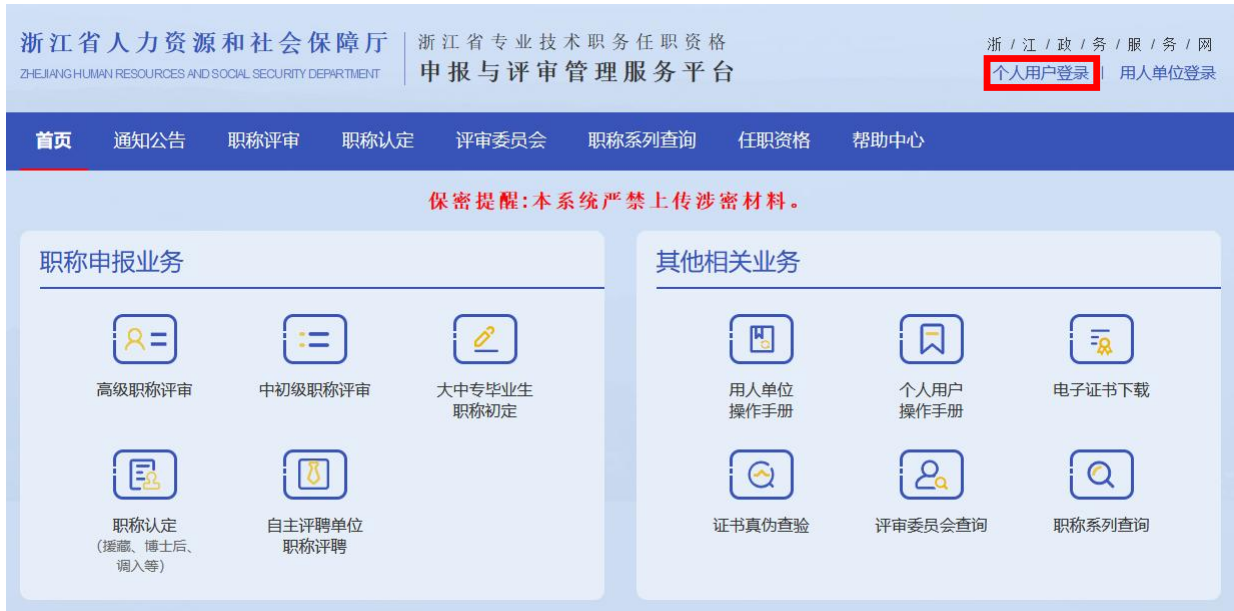 浙江省人力资源和社会保障厅
ZHEJIANG HUMAN RESOURCES AND SOCIAL SECURITY DEPARTMENT
浙江省专业技术职务任职资格
申报与评审管理服务平台
浙/江/政/务/服/务/网
个人用户登录 | 用人单位登录
首页 通知公告 职称评审 职称认定 评审委员会 职称系列查询 任职资格 帮助中心
保密提醒:本系统严禁上传涉密材料。
职称申报业务
高级职称评审 中初级职称评审 大中专毕业生
职称初定
职称认定 自主评聘单位
(援藏、博士后、 职称评聘
调入等)
其他相关业务
用人单位 个人用户 电子证书下载
操作手册 操作手册
证书真伪查验 评审委员会查询 职称系列查询